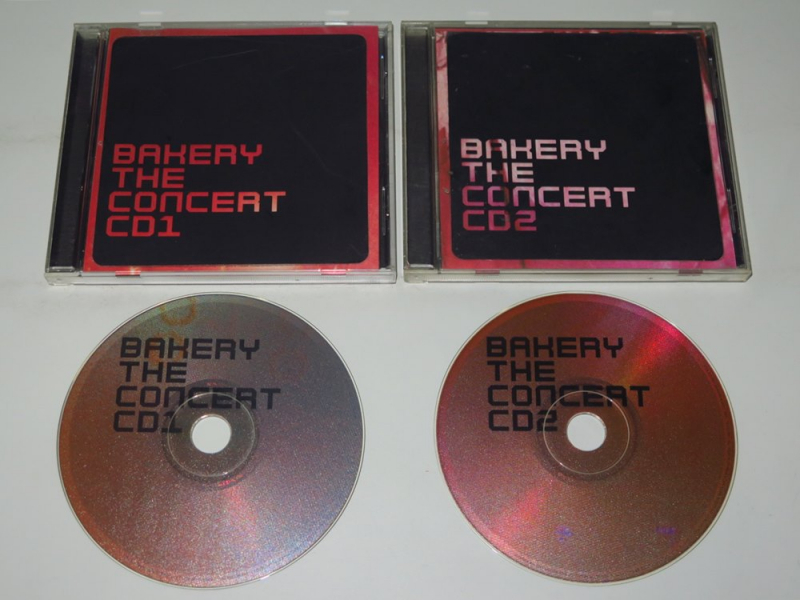 BAKERY
THE
CONCERT
CD1
BAKERY
THE
CONCERT
CD2
BAKERY
THE
CONCERT
CD1
BAKERY
THE
CONCERT
CD2